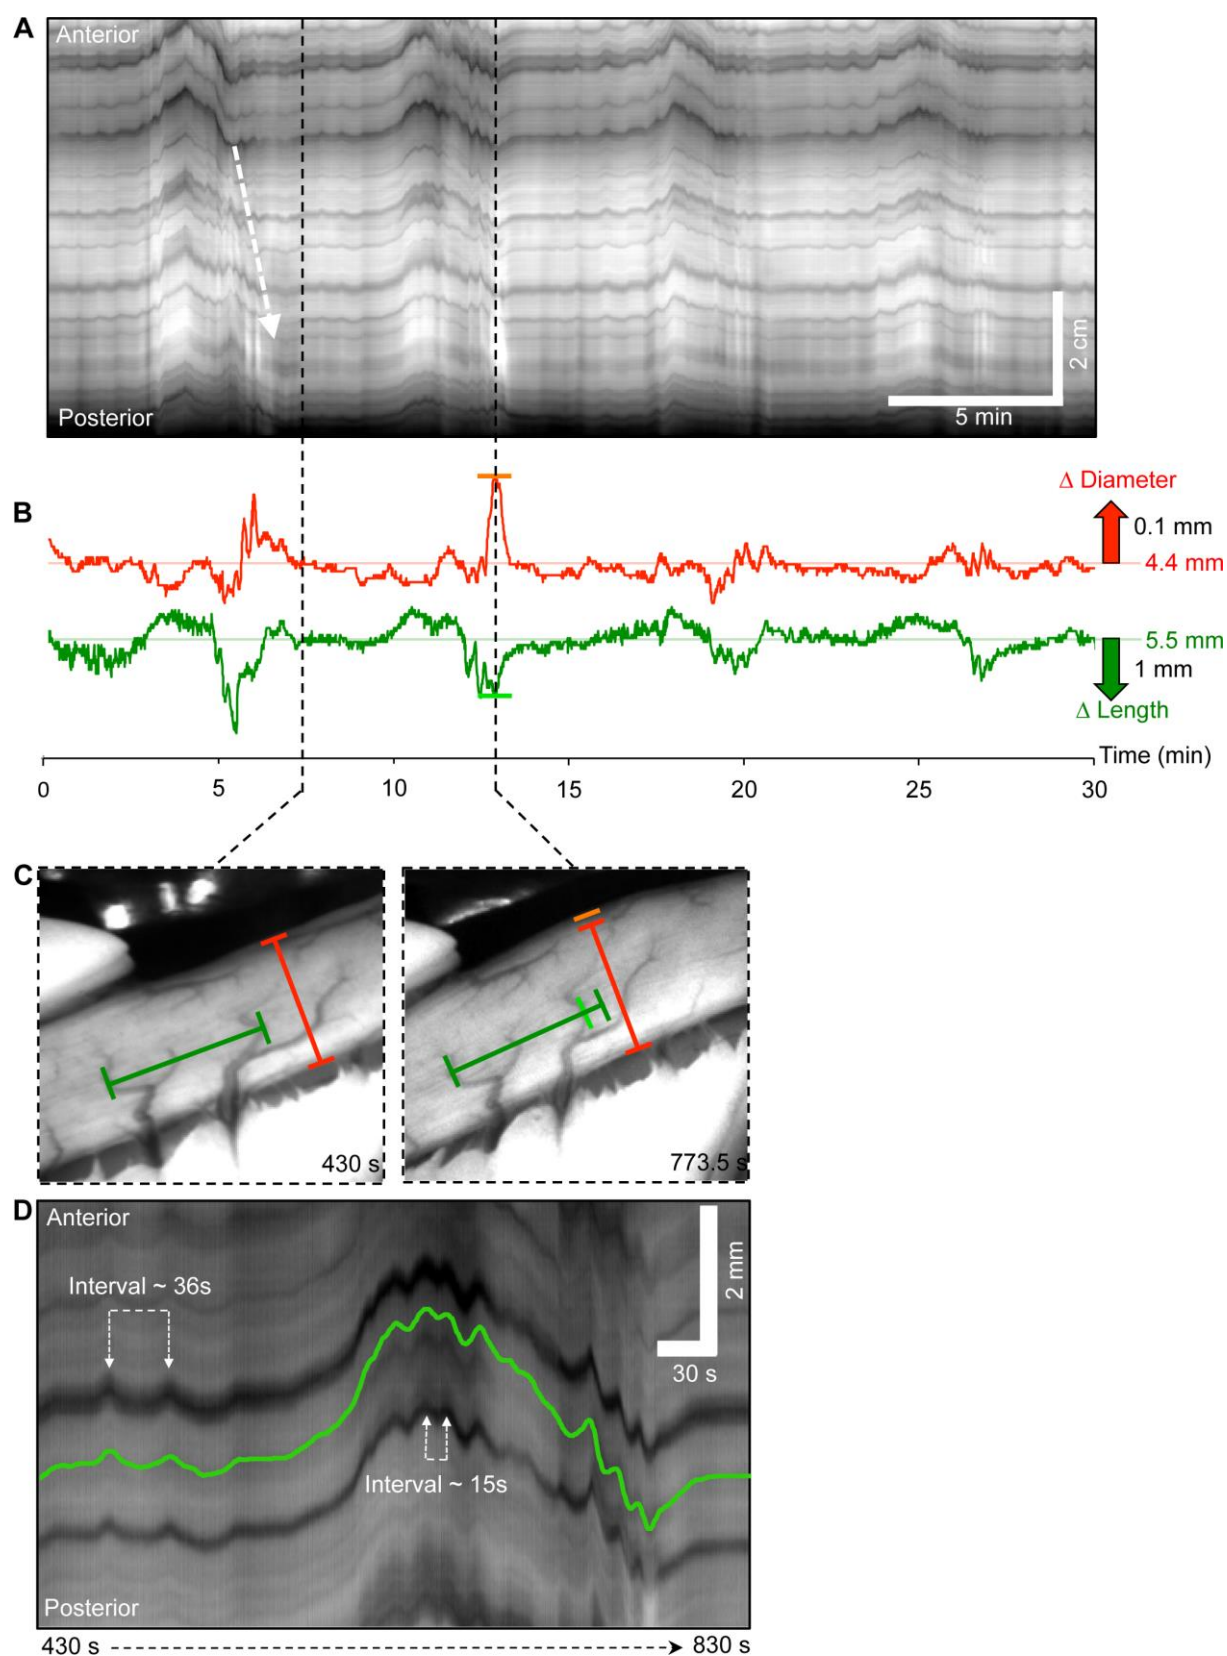 A
Anterior
Posterior
2 cm
5 min
B
Δ Diameter
0.1 mm
4.4 mm
5.5 mm
1 mm
Δ Length
Time (min)
0 5 10 15 20 25 30
C
430 s
773.5 s
D
Anterior
Interval ~ 36s
2 mm
30 s
Interval ~ 15s
Posterior
430 s
830 s